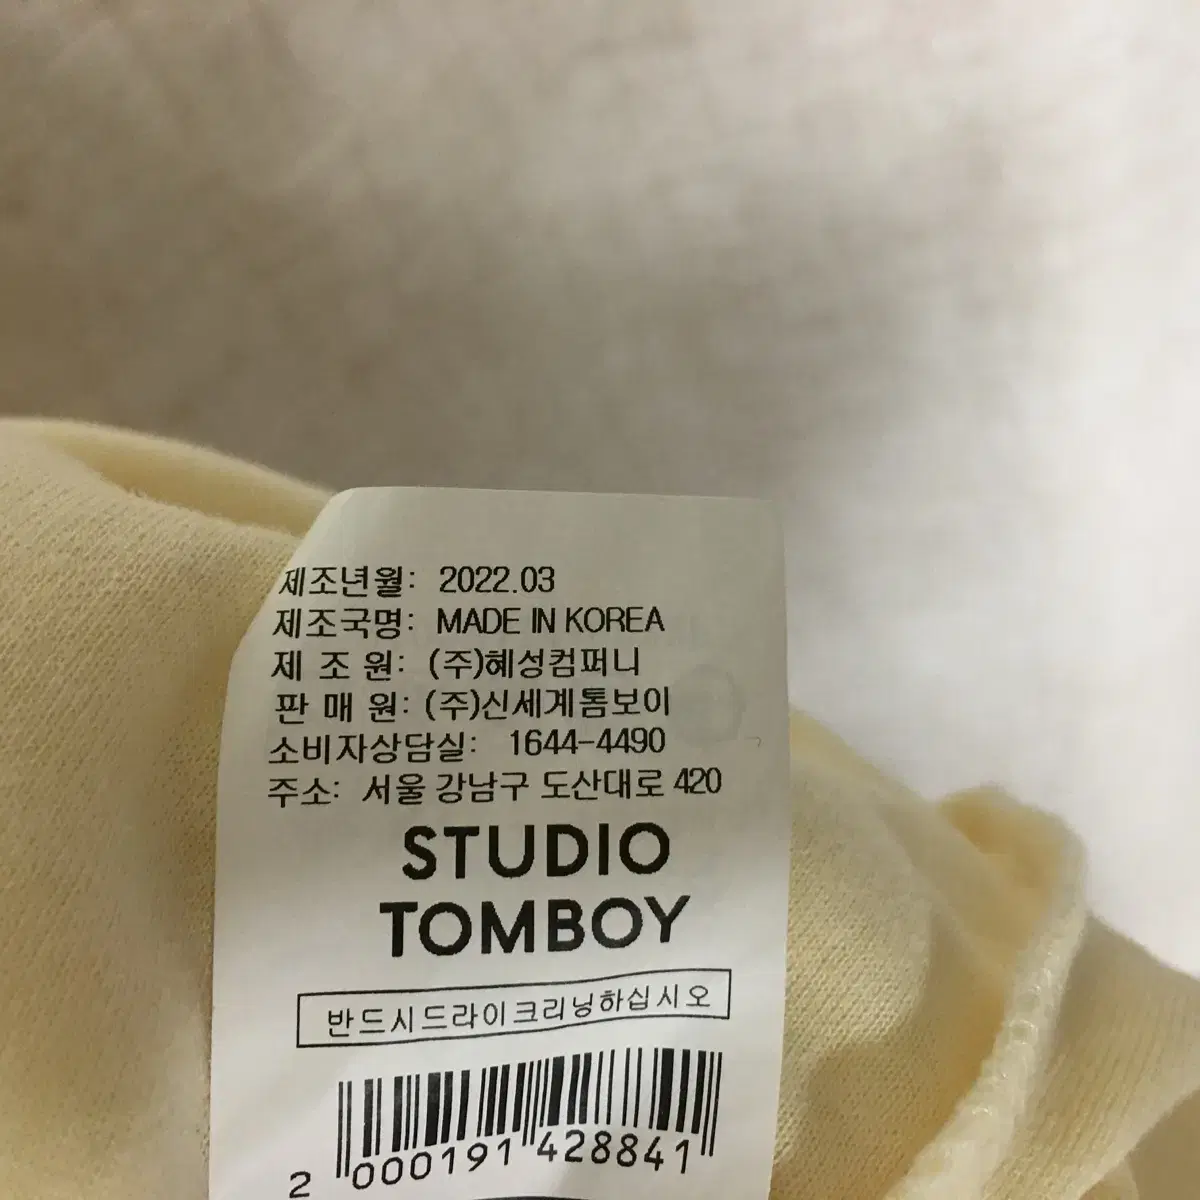 제조년월: 2022.03
제조국명: MADE IN KOREA
제 조 원: (주)혜성컴퍼니
판 매 원: (주)신세계톰보이
소비자상담실: 1644-4490
주소: 서울 강남구 도산대로 420
STUDIO
TOMBOY
반드시드라이크리닝하십시오
2 000191 428841